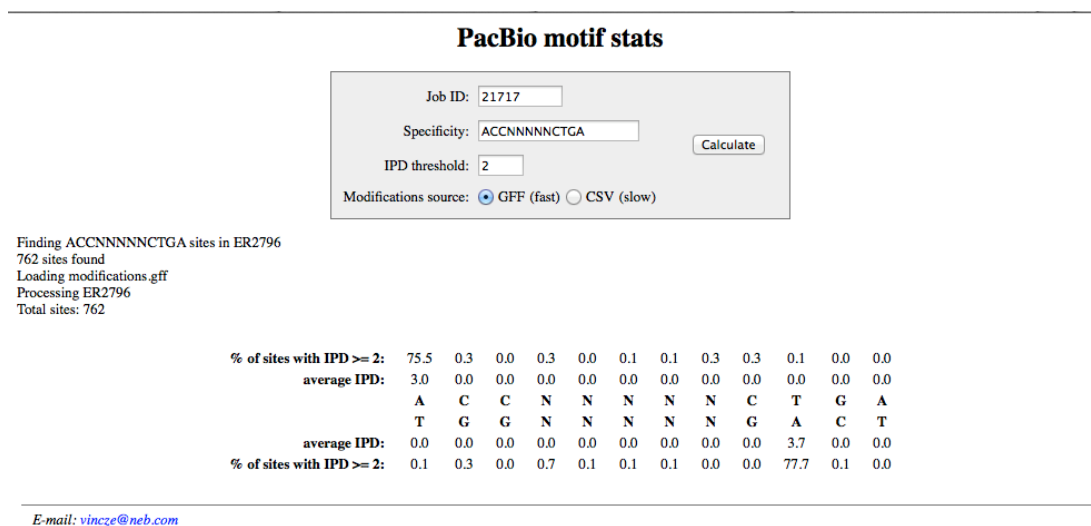 PacBio motif stats
Job ID: 21717
Specificity: ACCNNNNNCTGA
Calculate
IPD threshold: 2
Modifications source: GFF (fast) CSV (slow)
Finding ACCNNNNNCTGA sites in ER2796
762 sites found
Loading modifications.gff
Processing ER2796
Total sites: 762
% of sites with IPD >= 2: 75.5 0.3 0.0 0.3 0.0 0.1 0.1 0.3 0.3 0.1 0.0 0.0
average IPD: 3.0 0.0 0.0 0.0 0.0 0.0 0.0 0.0 0.0 0.0 0.0 0.0
A C C N N N N N C T G A
T G G N N N N N G A C T
average IPD: 0.0 0.0 0.0 0.0 0.0 0.0 0.0 0.0 0.0 3.7 0.0 0.0
% of sites with IPD >= 2: 0.1 0.3 0.0 0.7 0.1 0.1 0.1 0.0 0.0 77.7 0.1 0.0
E-mail: vincze@neb.com